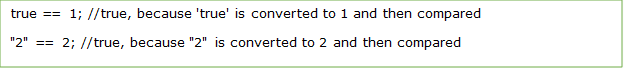 true == 1; //true, because 'true' is converted to 1 and then compared
"2" == 2; //true, because "2" is converted to 2 and then compared